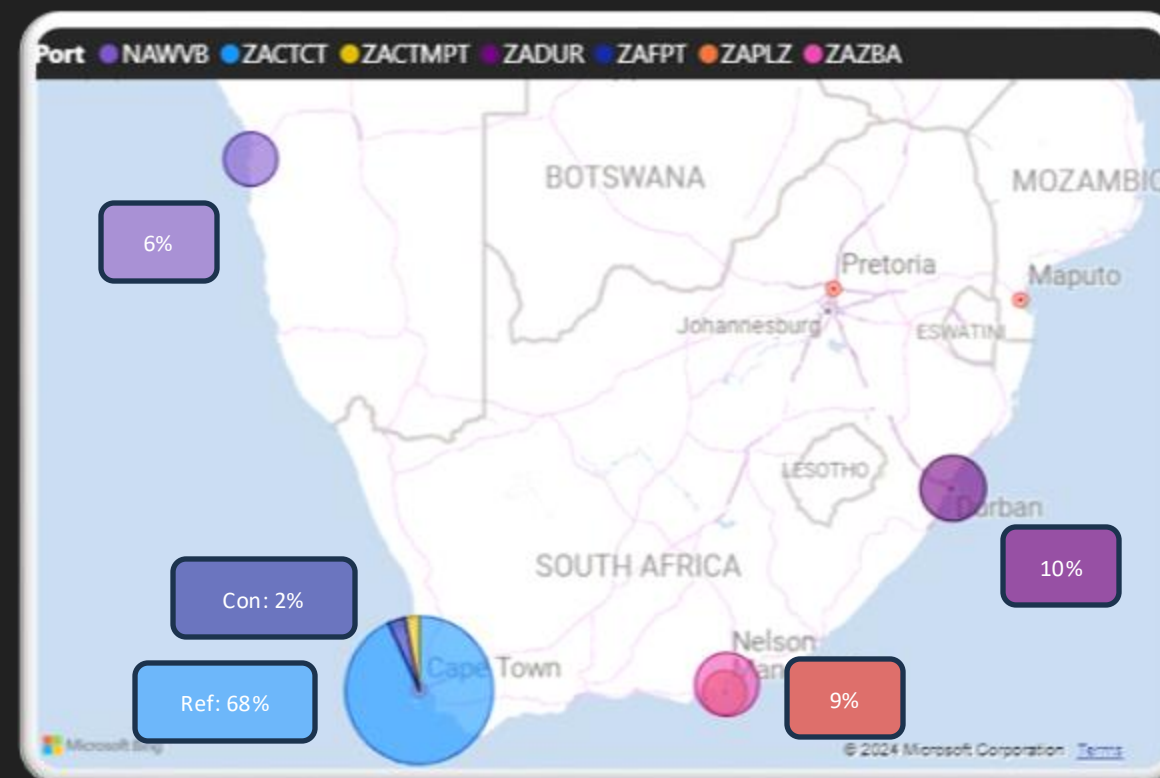 Port NAWVB ZACTCT ZACTMPT ZADUR ZAFPT ZAPLZ ZAZBA
BOTSWANA
MOZAMBIC
6%
Pretoria
Maputo
Johannesburg
ESWATINI
LESOTHO
Durban
SOUTH AFRICA
10%
Con: 2%
Nelson
Man
Cape Town
Ref: 68%
9%
Microsoft Bing
© 2024 Microsoft Corporation Terms